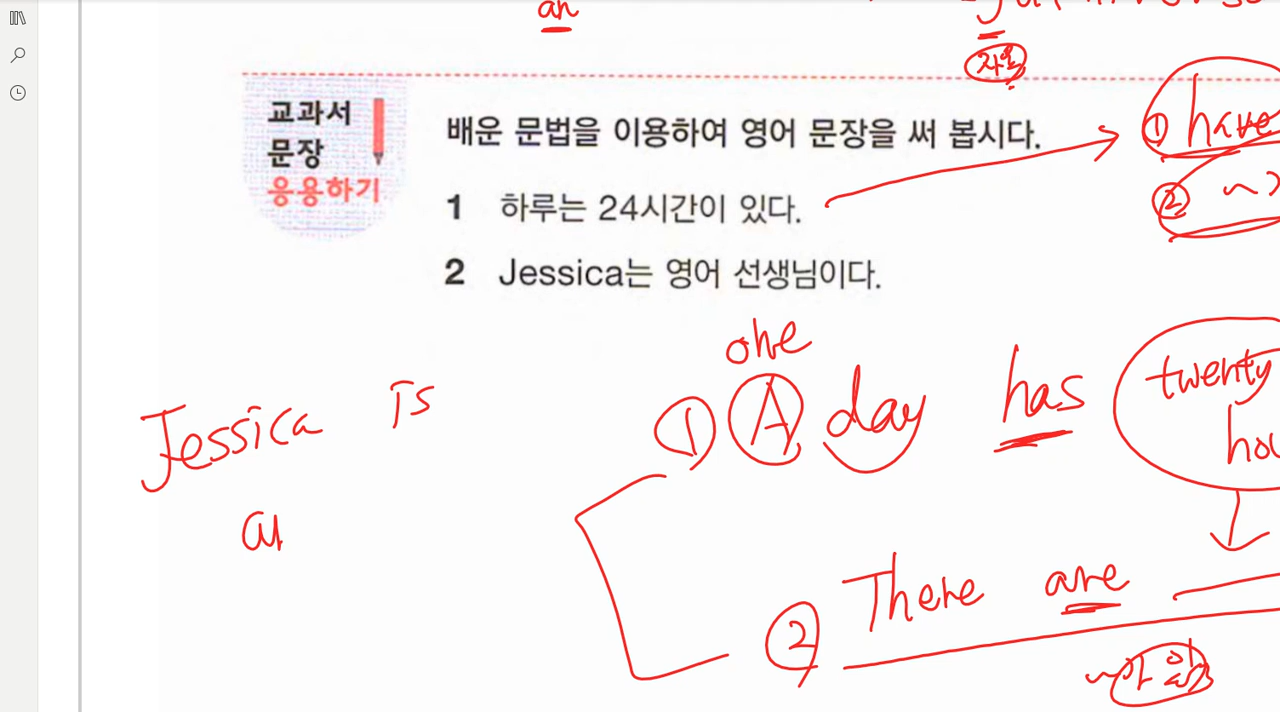 an
자음
교과서
문장
응용하기
배운 문법을 이용하여 영어 문장을 써 봅시다.
1 하루는 24시간이 있다.
2 Jessica는 영어 선생님이다.
① have
②
one
① A day has twenty
Jessica is
② There are